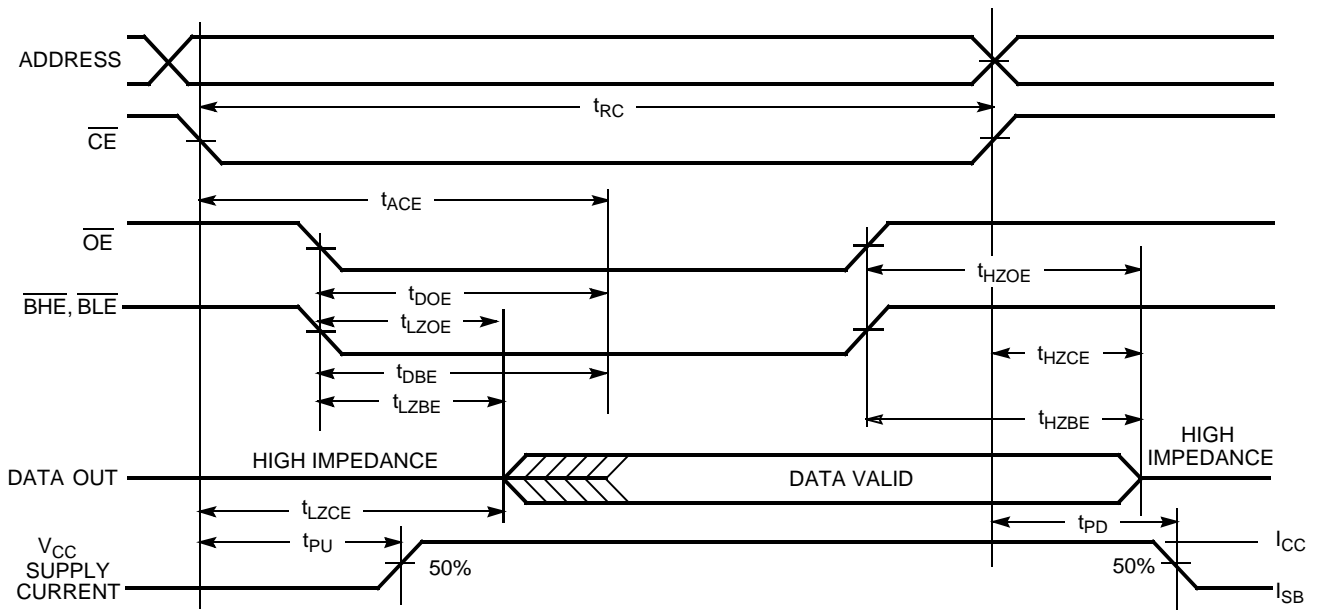 ADDRESS
tRC
CE
tACE
OE
tHZOE
tDOE
BHE, BLE
tLZOE
tHZCE
tDBE
tLZBE
tHZBE
HIGH IMPEDANCE
HIGH
IMPEDANCE
DATA OUT
DATA VALID
tLZCE
tPD
tPU
VCC
SUPPLY
CURRENT
50%
50%
ICC
ISB